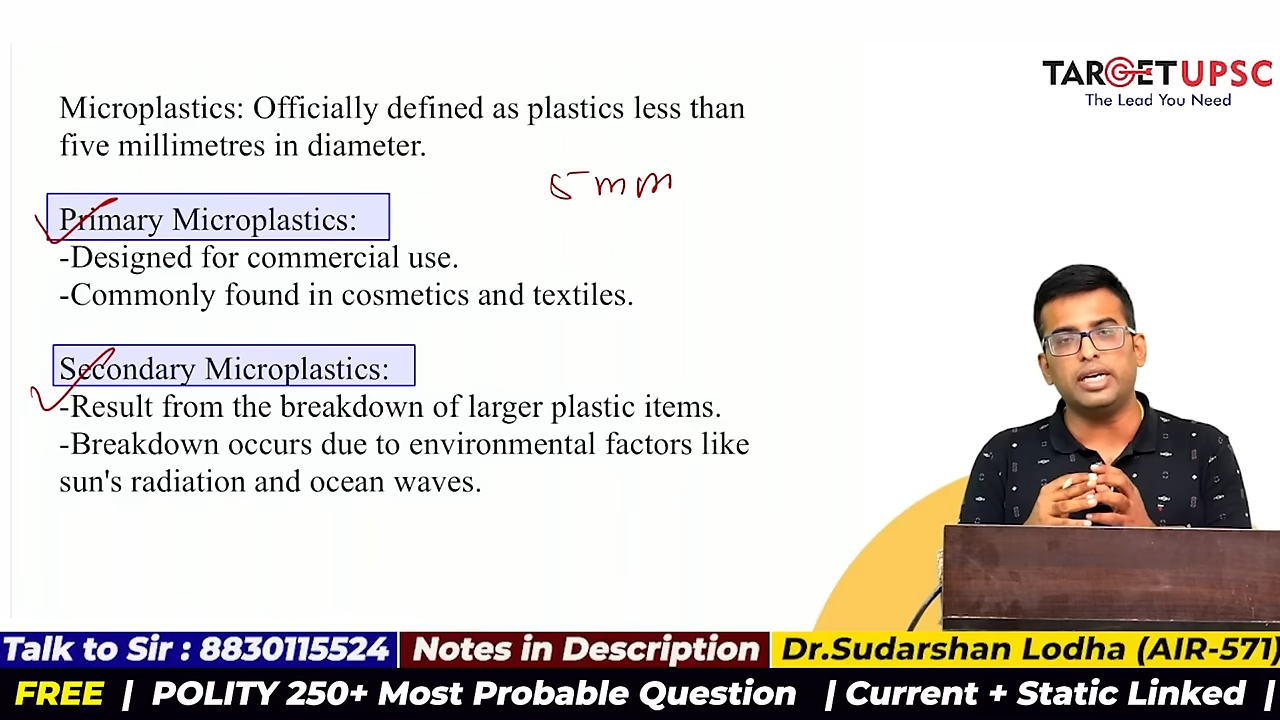 TARGETUPSC
The Lead You Need
Microplastics: Officially defined as plastics less than
five millimetres in diameter.
5 mm
Primary Microplastics:
-Designed for commercial use.
-Commonly found in cosmetics and textiles.
Secondary Microplastics:
-Result from the breakdown of larger plastic items.
-Breakdown occurs due to environmental factors like
sun's radiation and ocean waves.
Talk to Sir : 8830115524 Notes in Description Dr.Sudarshan Lodha (AIR-571)
FREE | POLITY 250+ Most Probable Question | Current + Static Linked |